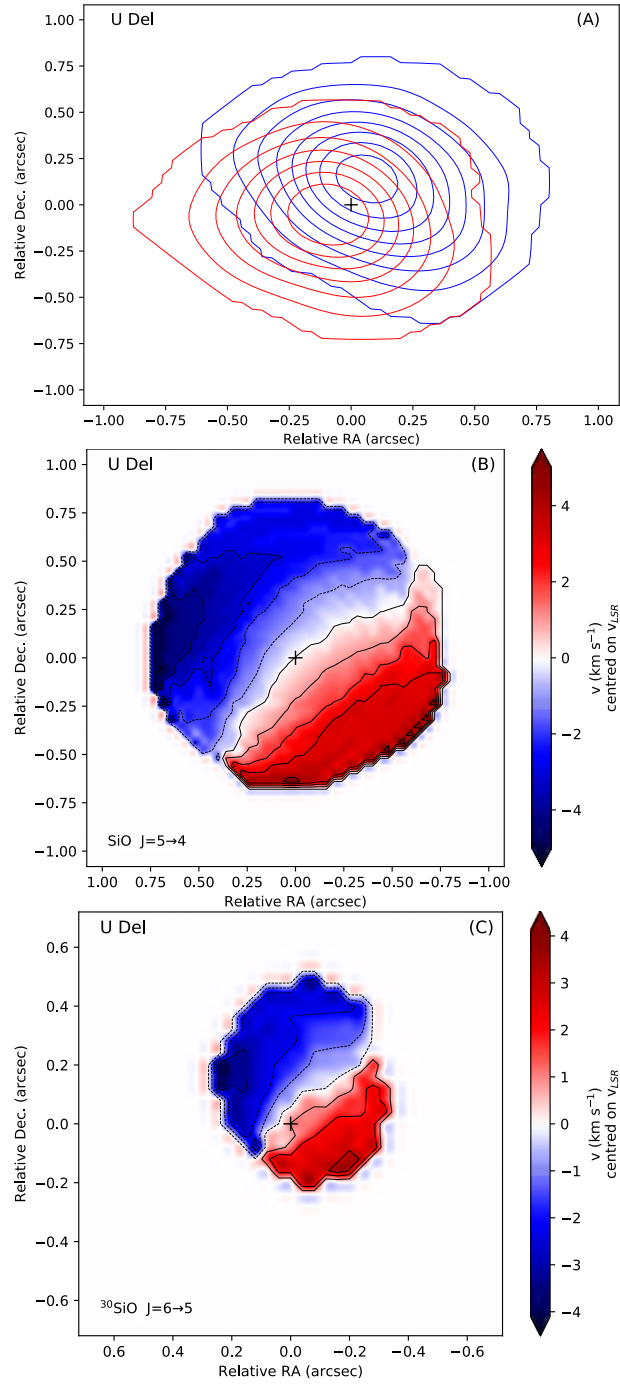 U Del (A)
1.00
0.75
0.50
0.25
0.00
−0.25
−0.50
−0.75
−1.00
Relative Dec. (arcsec)
−1.00 −0.75 −0.50 −0.25 0.00 0.25 0.50 0.75 1.00
Relative RA (arcsec)
U Del (B)
1.00
0.75
0.50
0.25
0.00
−0.25
−0.50
−0.75
−1.00
Relative Dec. (arcsec)
SiO J=5→4
1.00 0.75 0.50 0.25 0.00 −0.25 −0.50 −0.75 −1.00
Relative RA (arcsec)
4
2
0
−2
−4
v (km s⁻¹)
centred on v_LSR
U Del (C)
0.6
0.4
0.2
0.0
−0.2
−0.4
−0.6
Relative Dec. (arcsec)
³⁰SiO J=6→5
0.6 0.4 0.2 0.0 −0.2 −0.4 −0.6
Relative RA (arcsec)
4
3
2
1
0
−1
−2
−3
−4
v (km s⁻¹)
centred on v_LSR